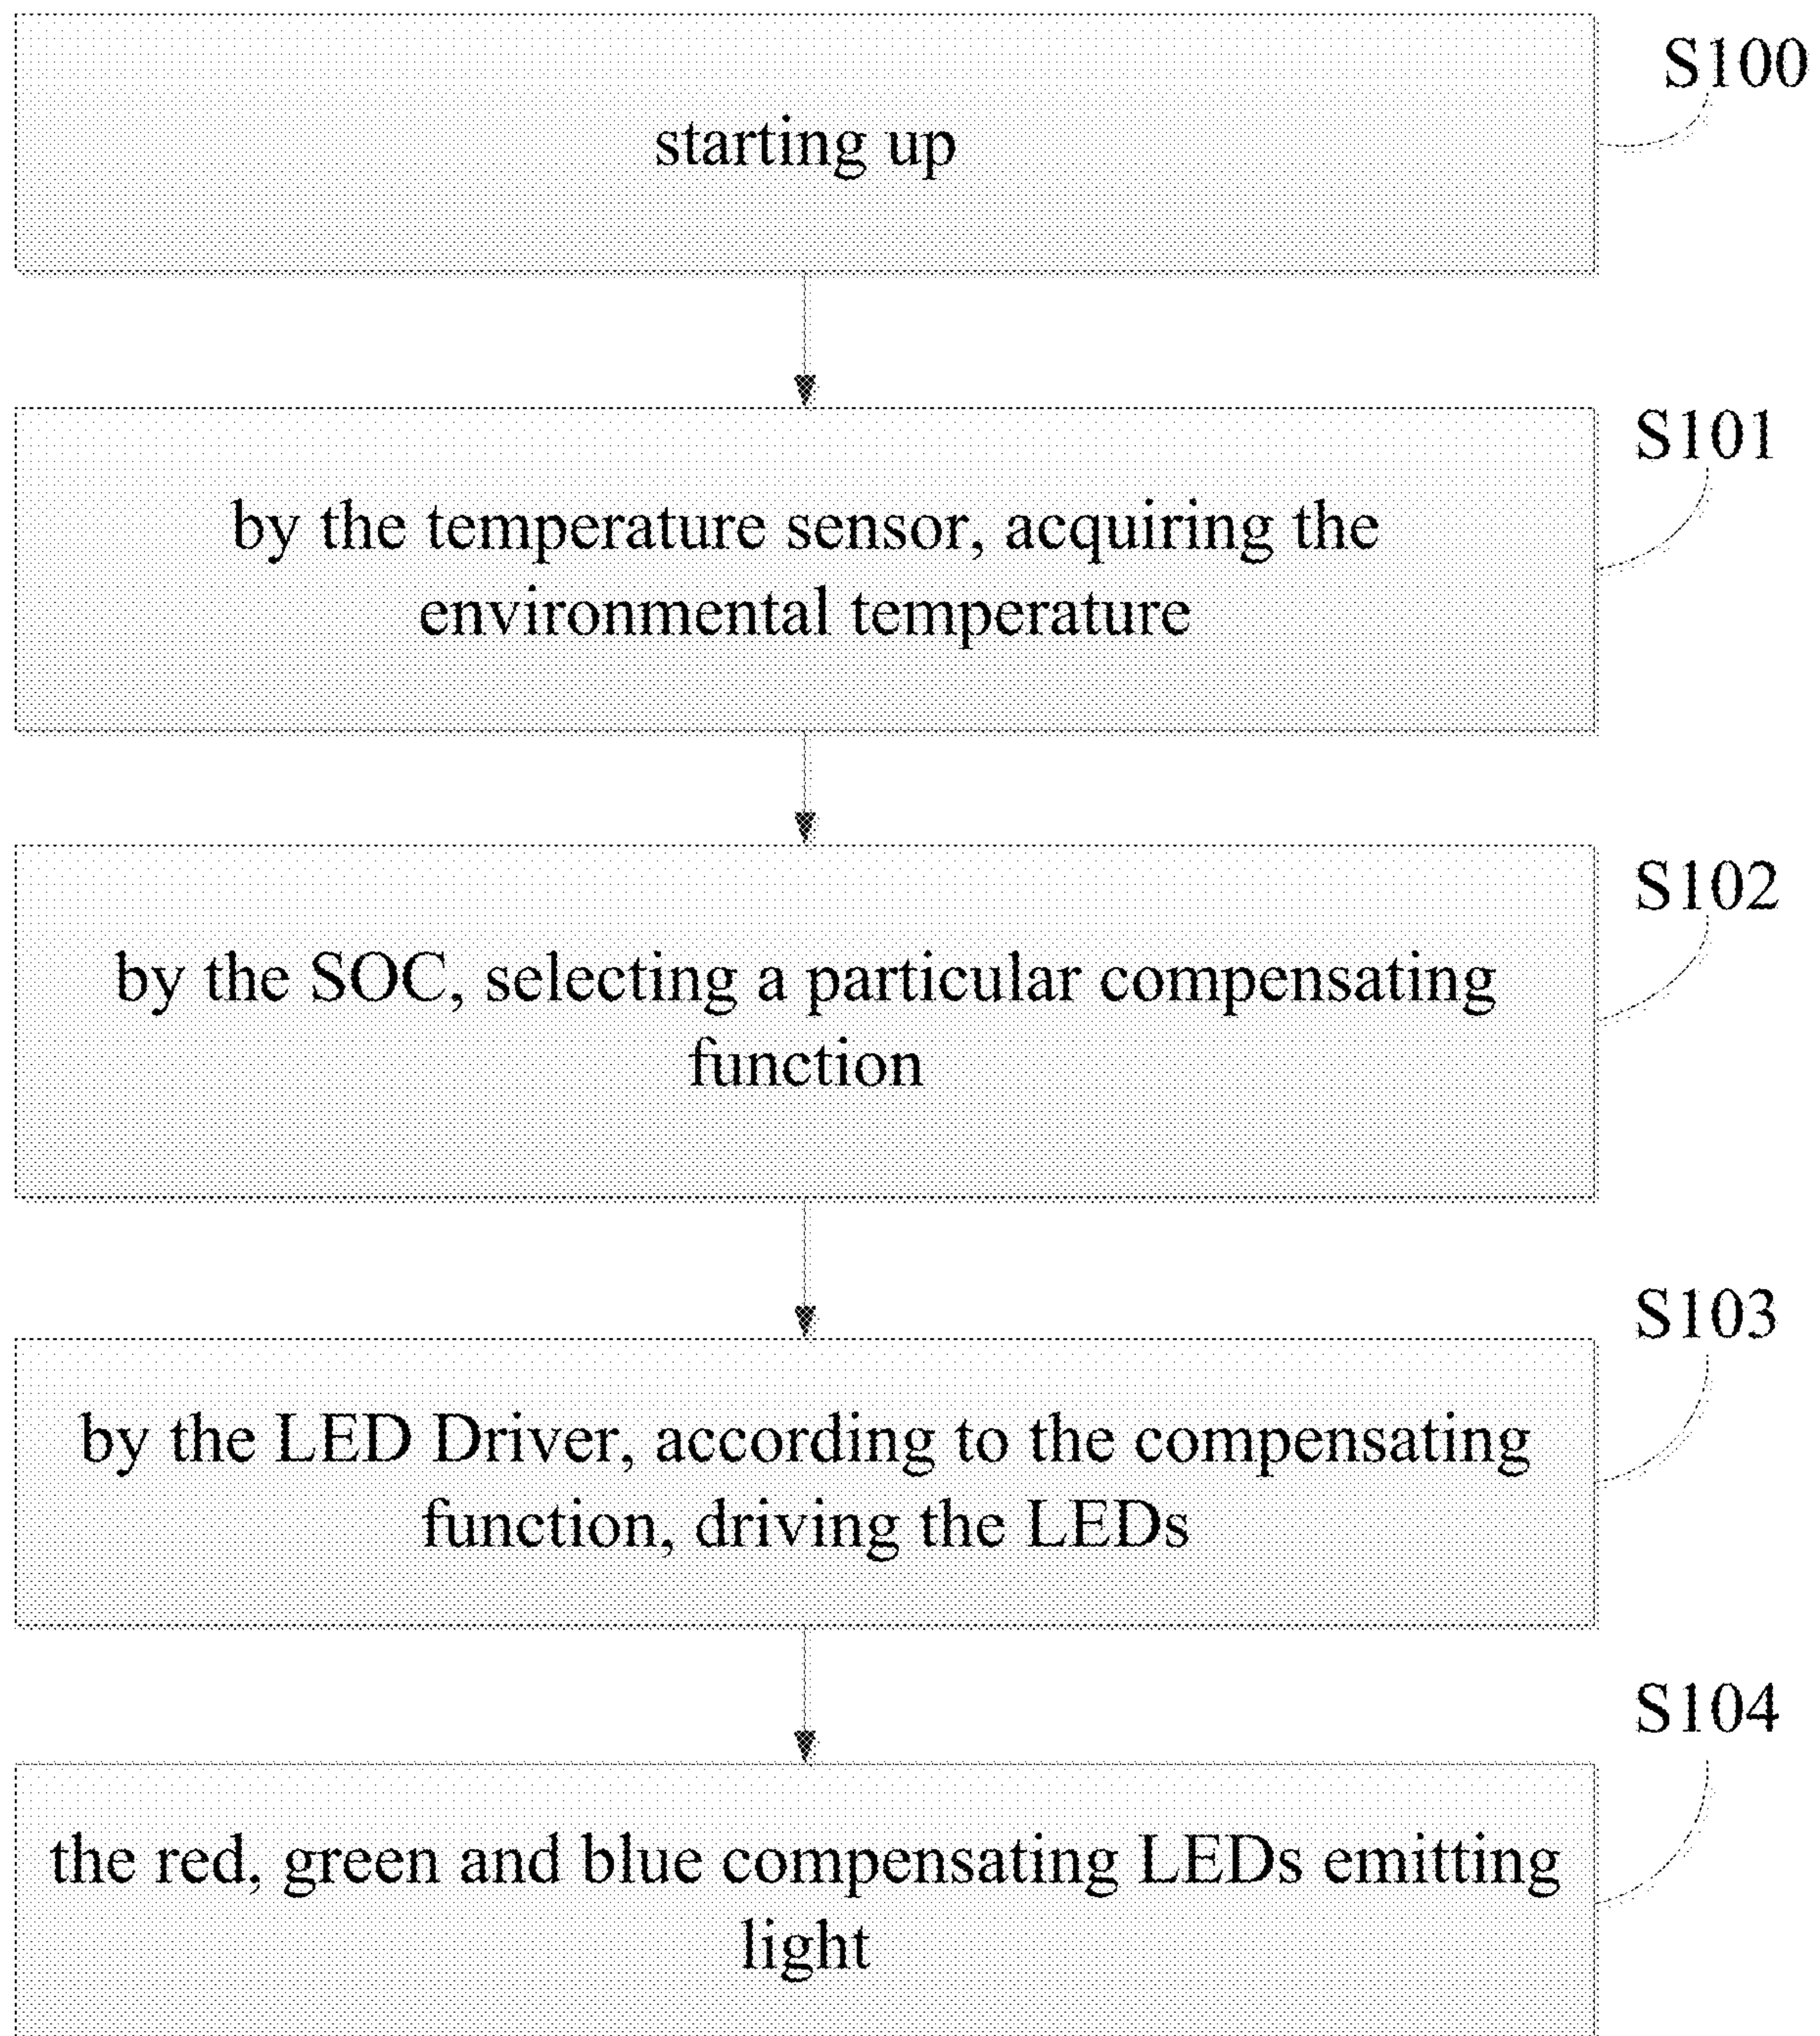 S100
starting up
S101
by the temperature sensor, acquiring the
environmental temperature
S102
by the SOC, selecting a particular compensating
function
S103
by the LED Driver, according to the compensating
function, driving the LEDs
S104
the red, green and blue compensating LEDs emitting
light